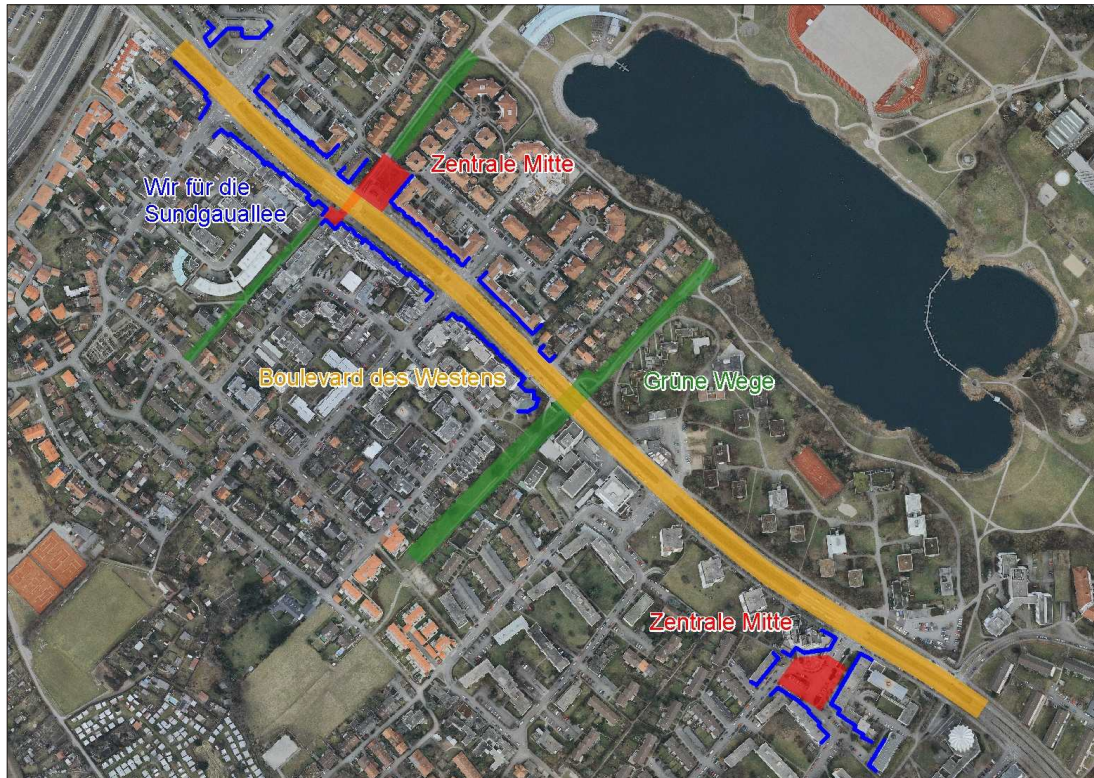 Zentrale Mitte
Wir für die
Sundgauallee
Boulevard des Westens
Grüne Wege
Zentrale Mitte